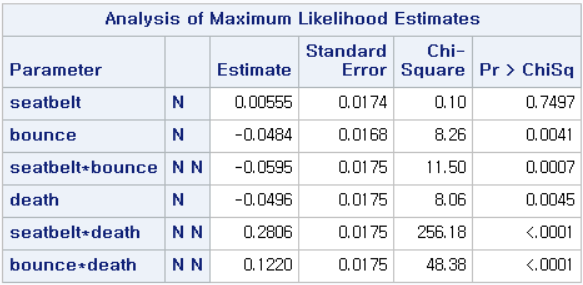 Analysis of Maximum Likelihood Estimates
Parameter Estimate Standard Error Chi-Square Pr > ChiSq
seatbelt N 0.00555 0.0174 0.10 0.7497
bounce N -0.0484 0.0168 8.26 0.0041
seatbelt*bounce N N -0.0595 0.0175 11.50 0.0007
death N -0.0496 0.0175 8.06 0.0045
seatbelt*death N N 0.2806 0.0175 256.18 <.0001
bounce*death N N 0.1220 0.0175 48.38 <.0001